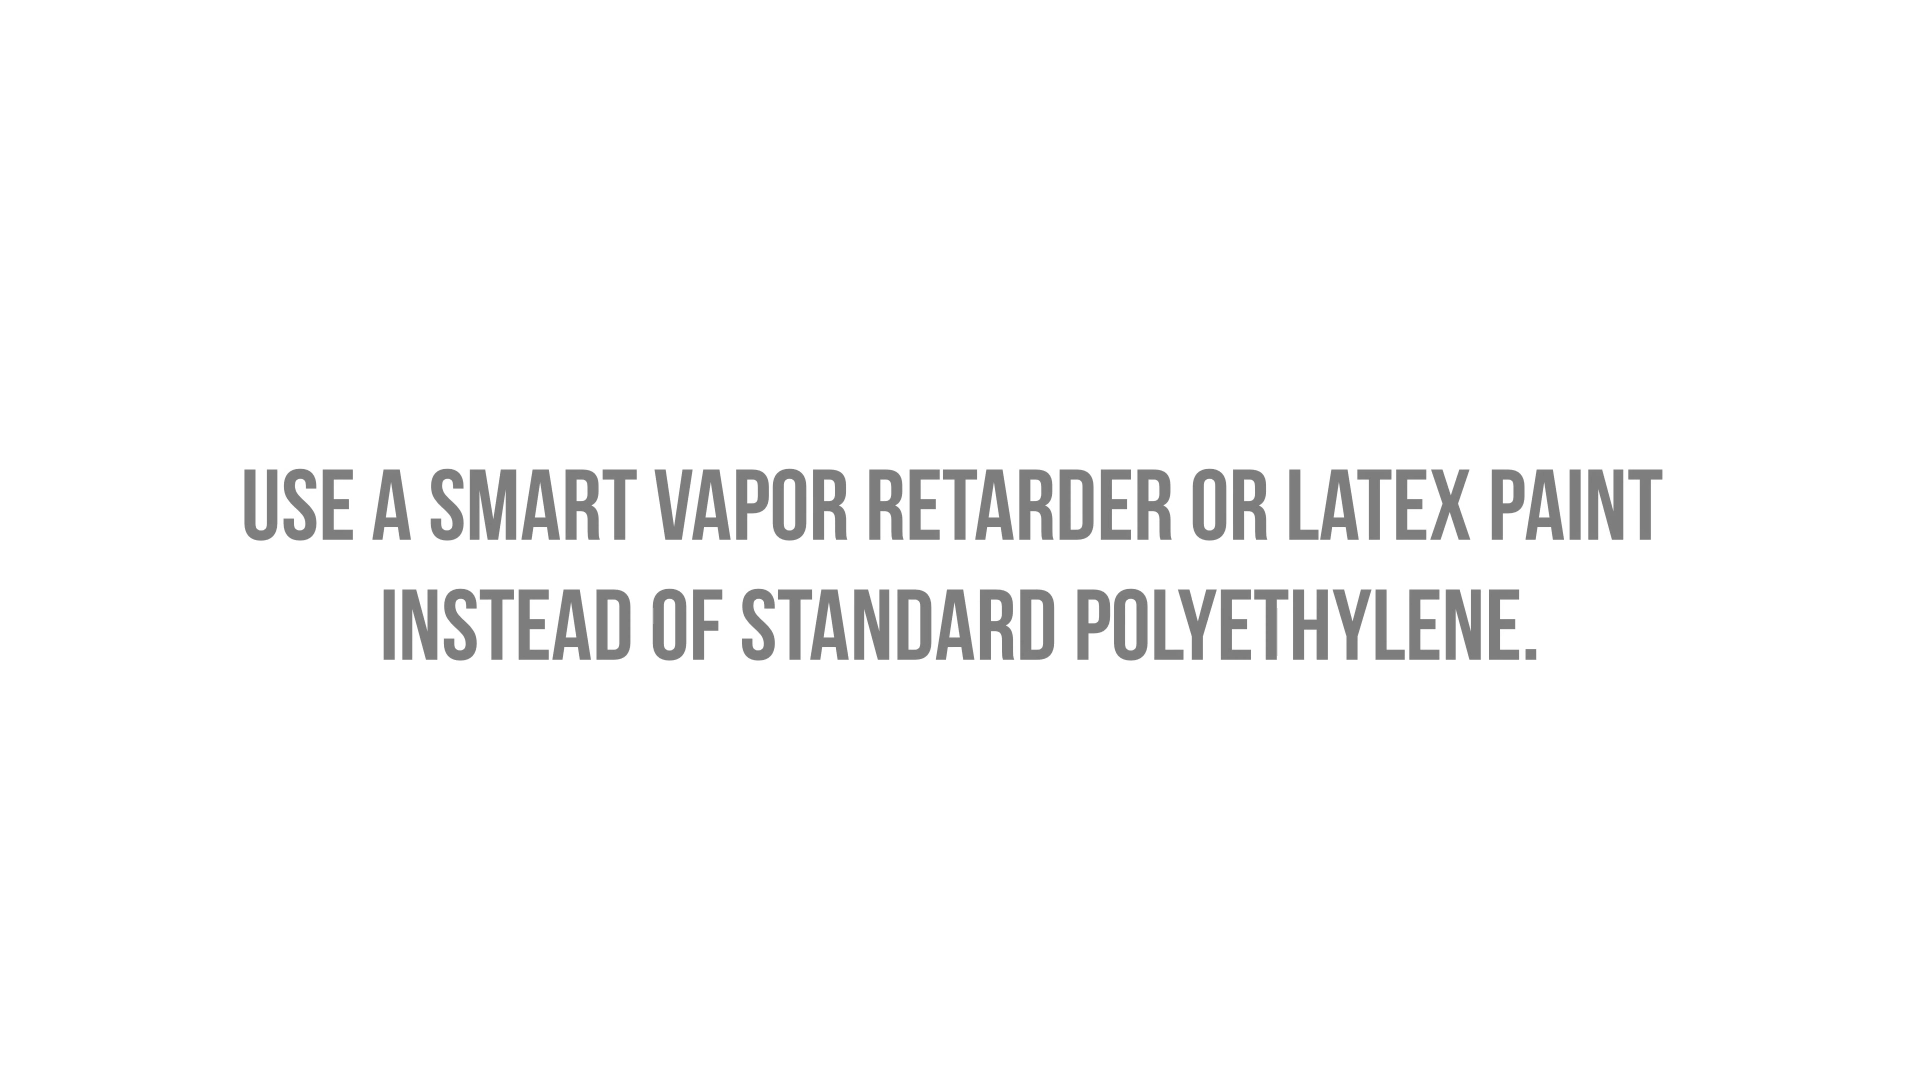 USE A SMART VAPOR RETARDER OR LATEX PAINT
INSTEAD OF STANDARD POLYETHYLENE.